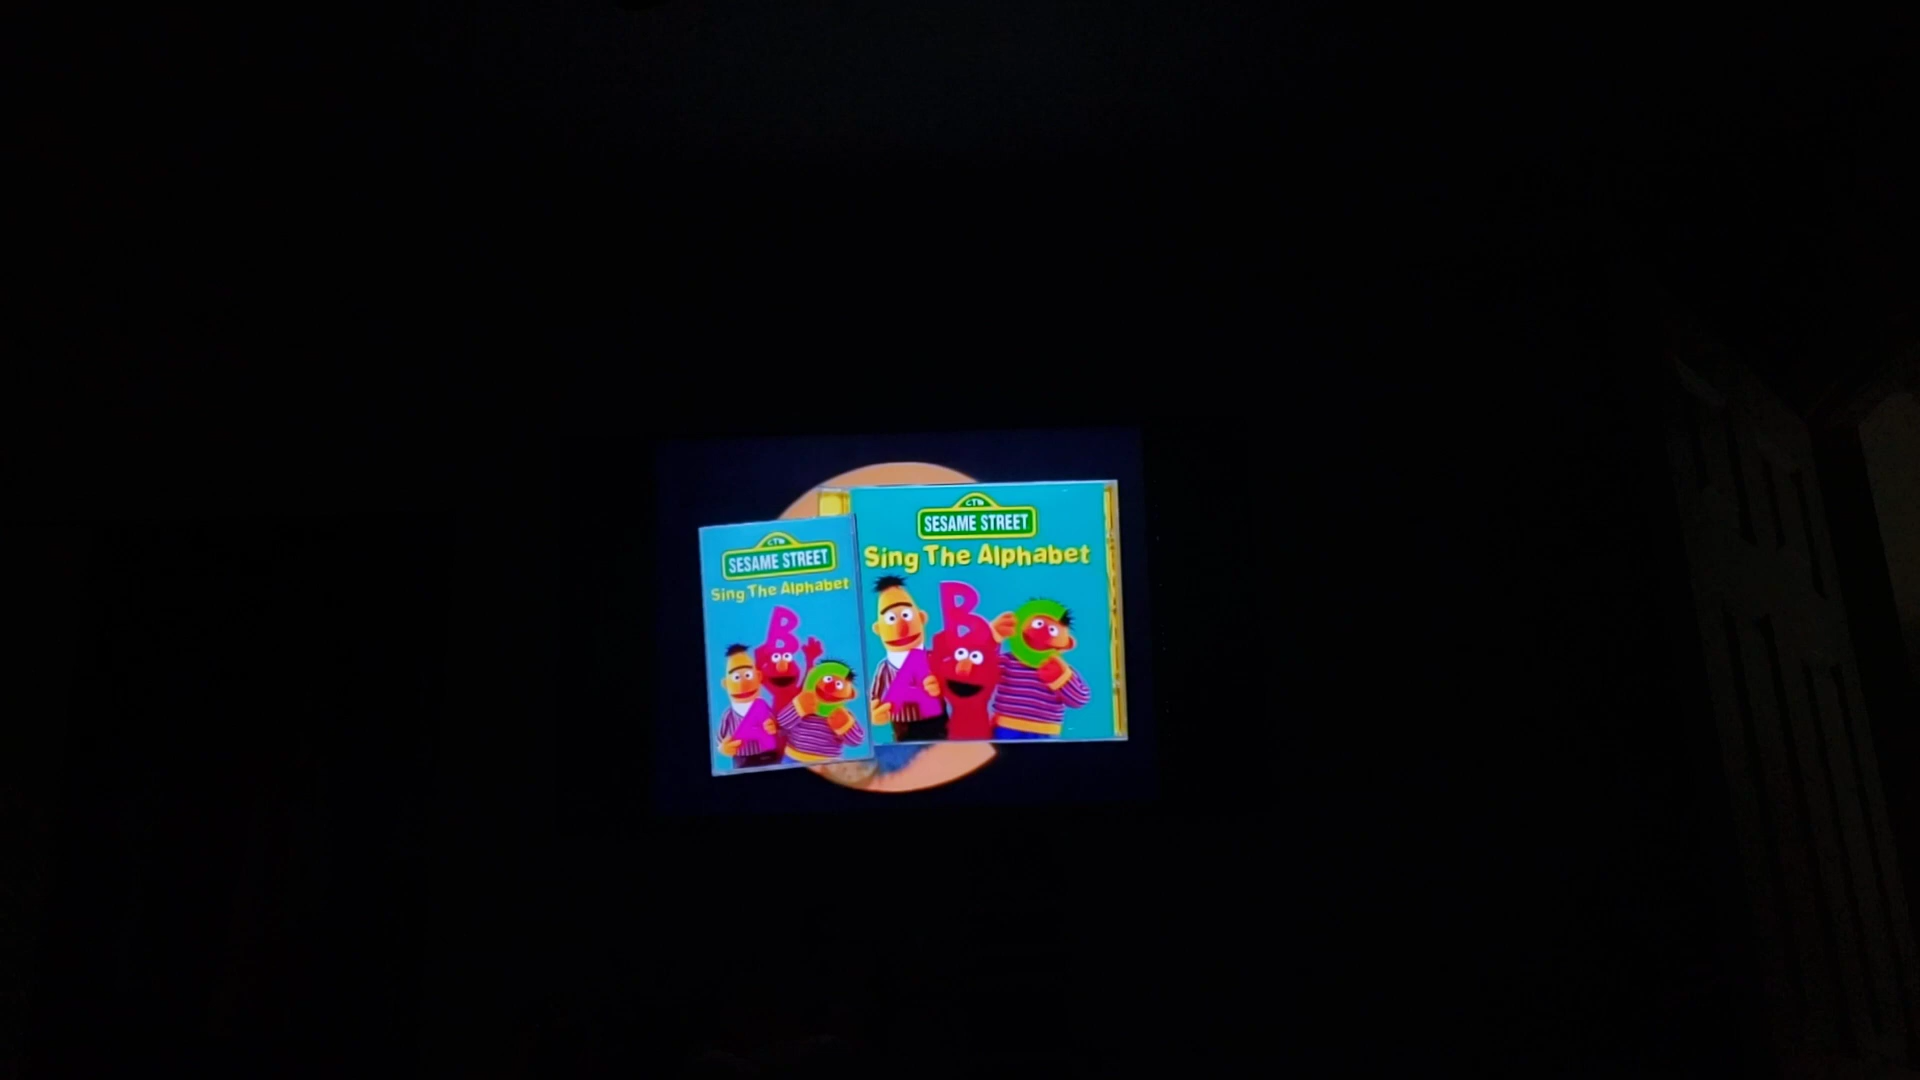 CTW
SESAME STREET
Sing The Alphabet
B
CTW
SESAME STREET
Sing The Alphabet
B